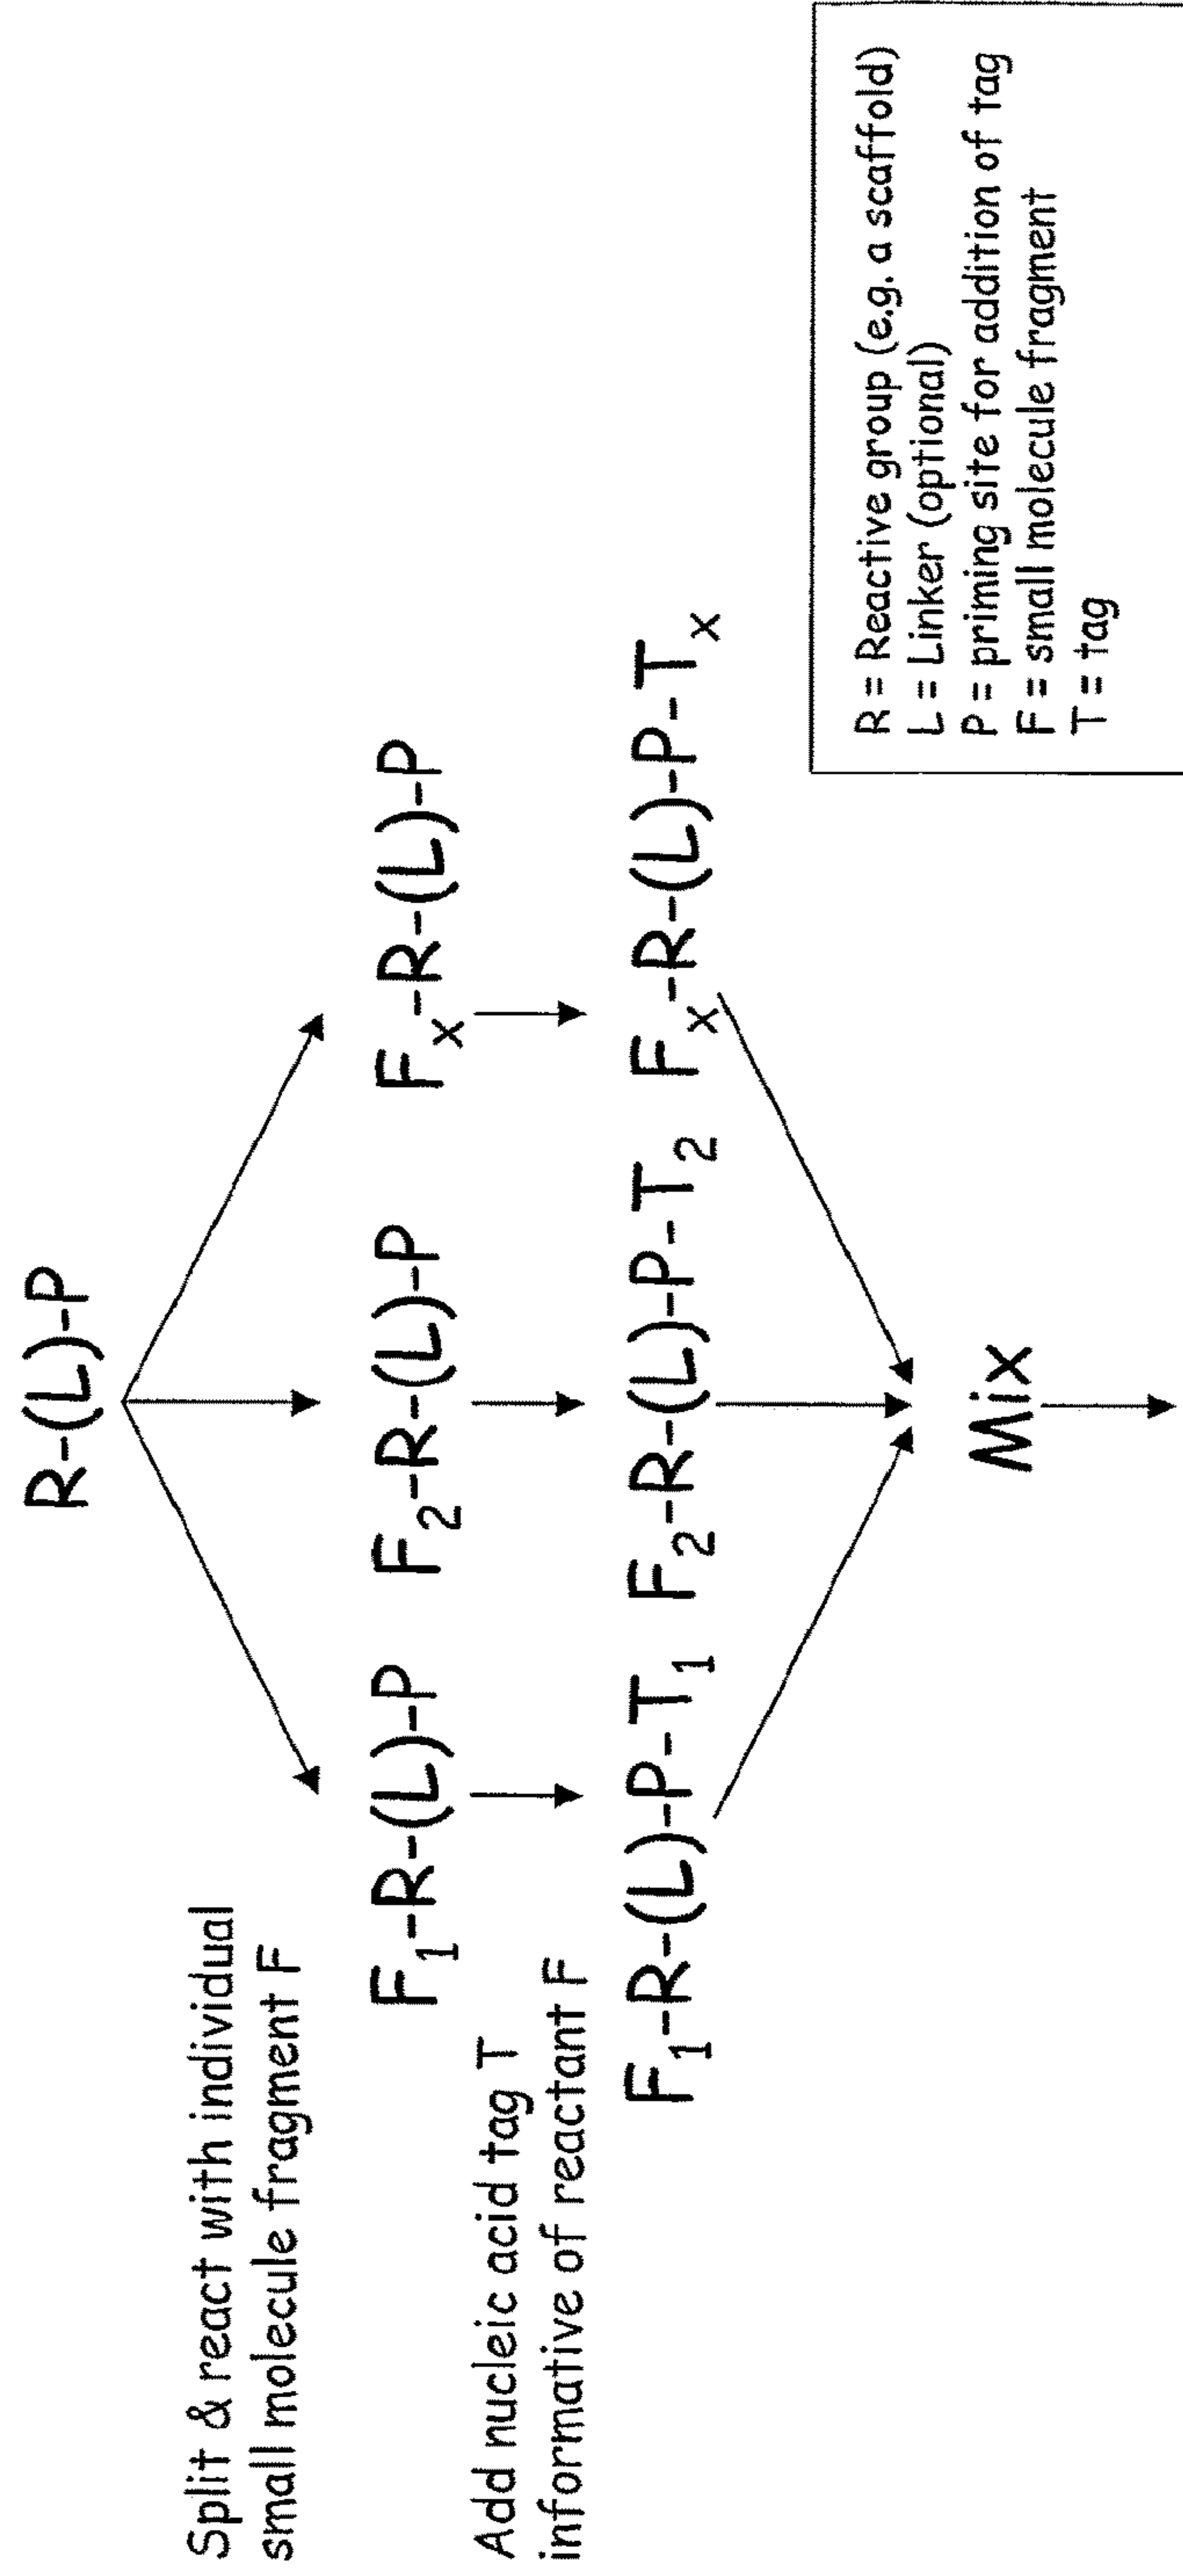 R-(L)-P
Split & react with individual
small molecule fragment F
F₁-R-(L)-P F₂-R-(L)-P Fₓ-R-(L)-P
Add nucleic acid tag T
informative of reactant F
F₁-R-(L)-P-T₁ F₂-R-(L)-P-T₂ Fₓ-R-(L)-P-Tₓ
Mix
R = Reactive group (e.g. a scaffold)
L = Linker (optional)
P = priming site for addition of tag
F = small molecule fragment
T = tag